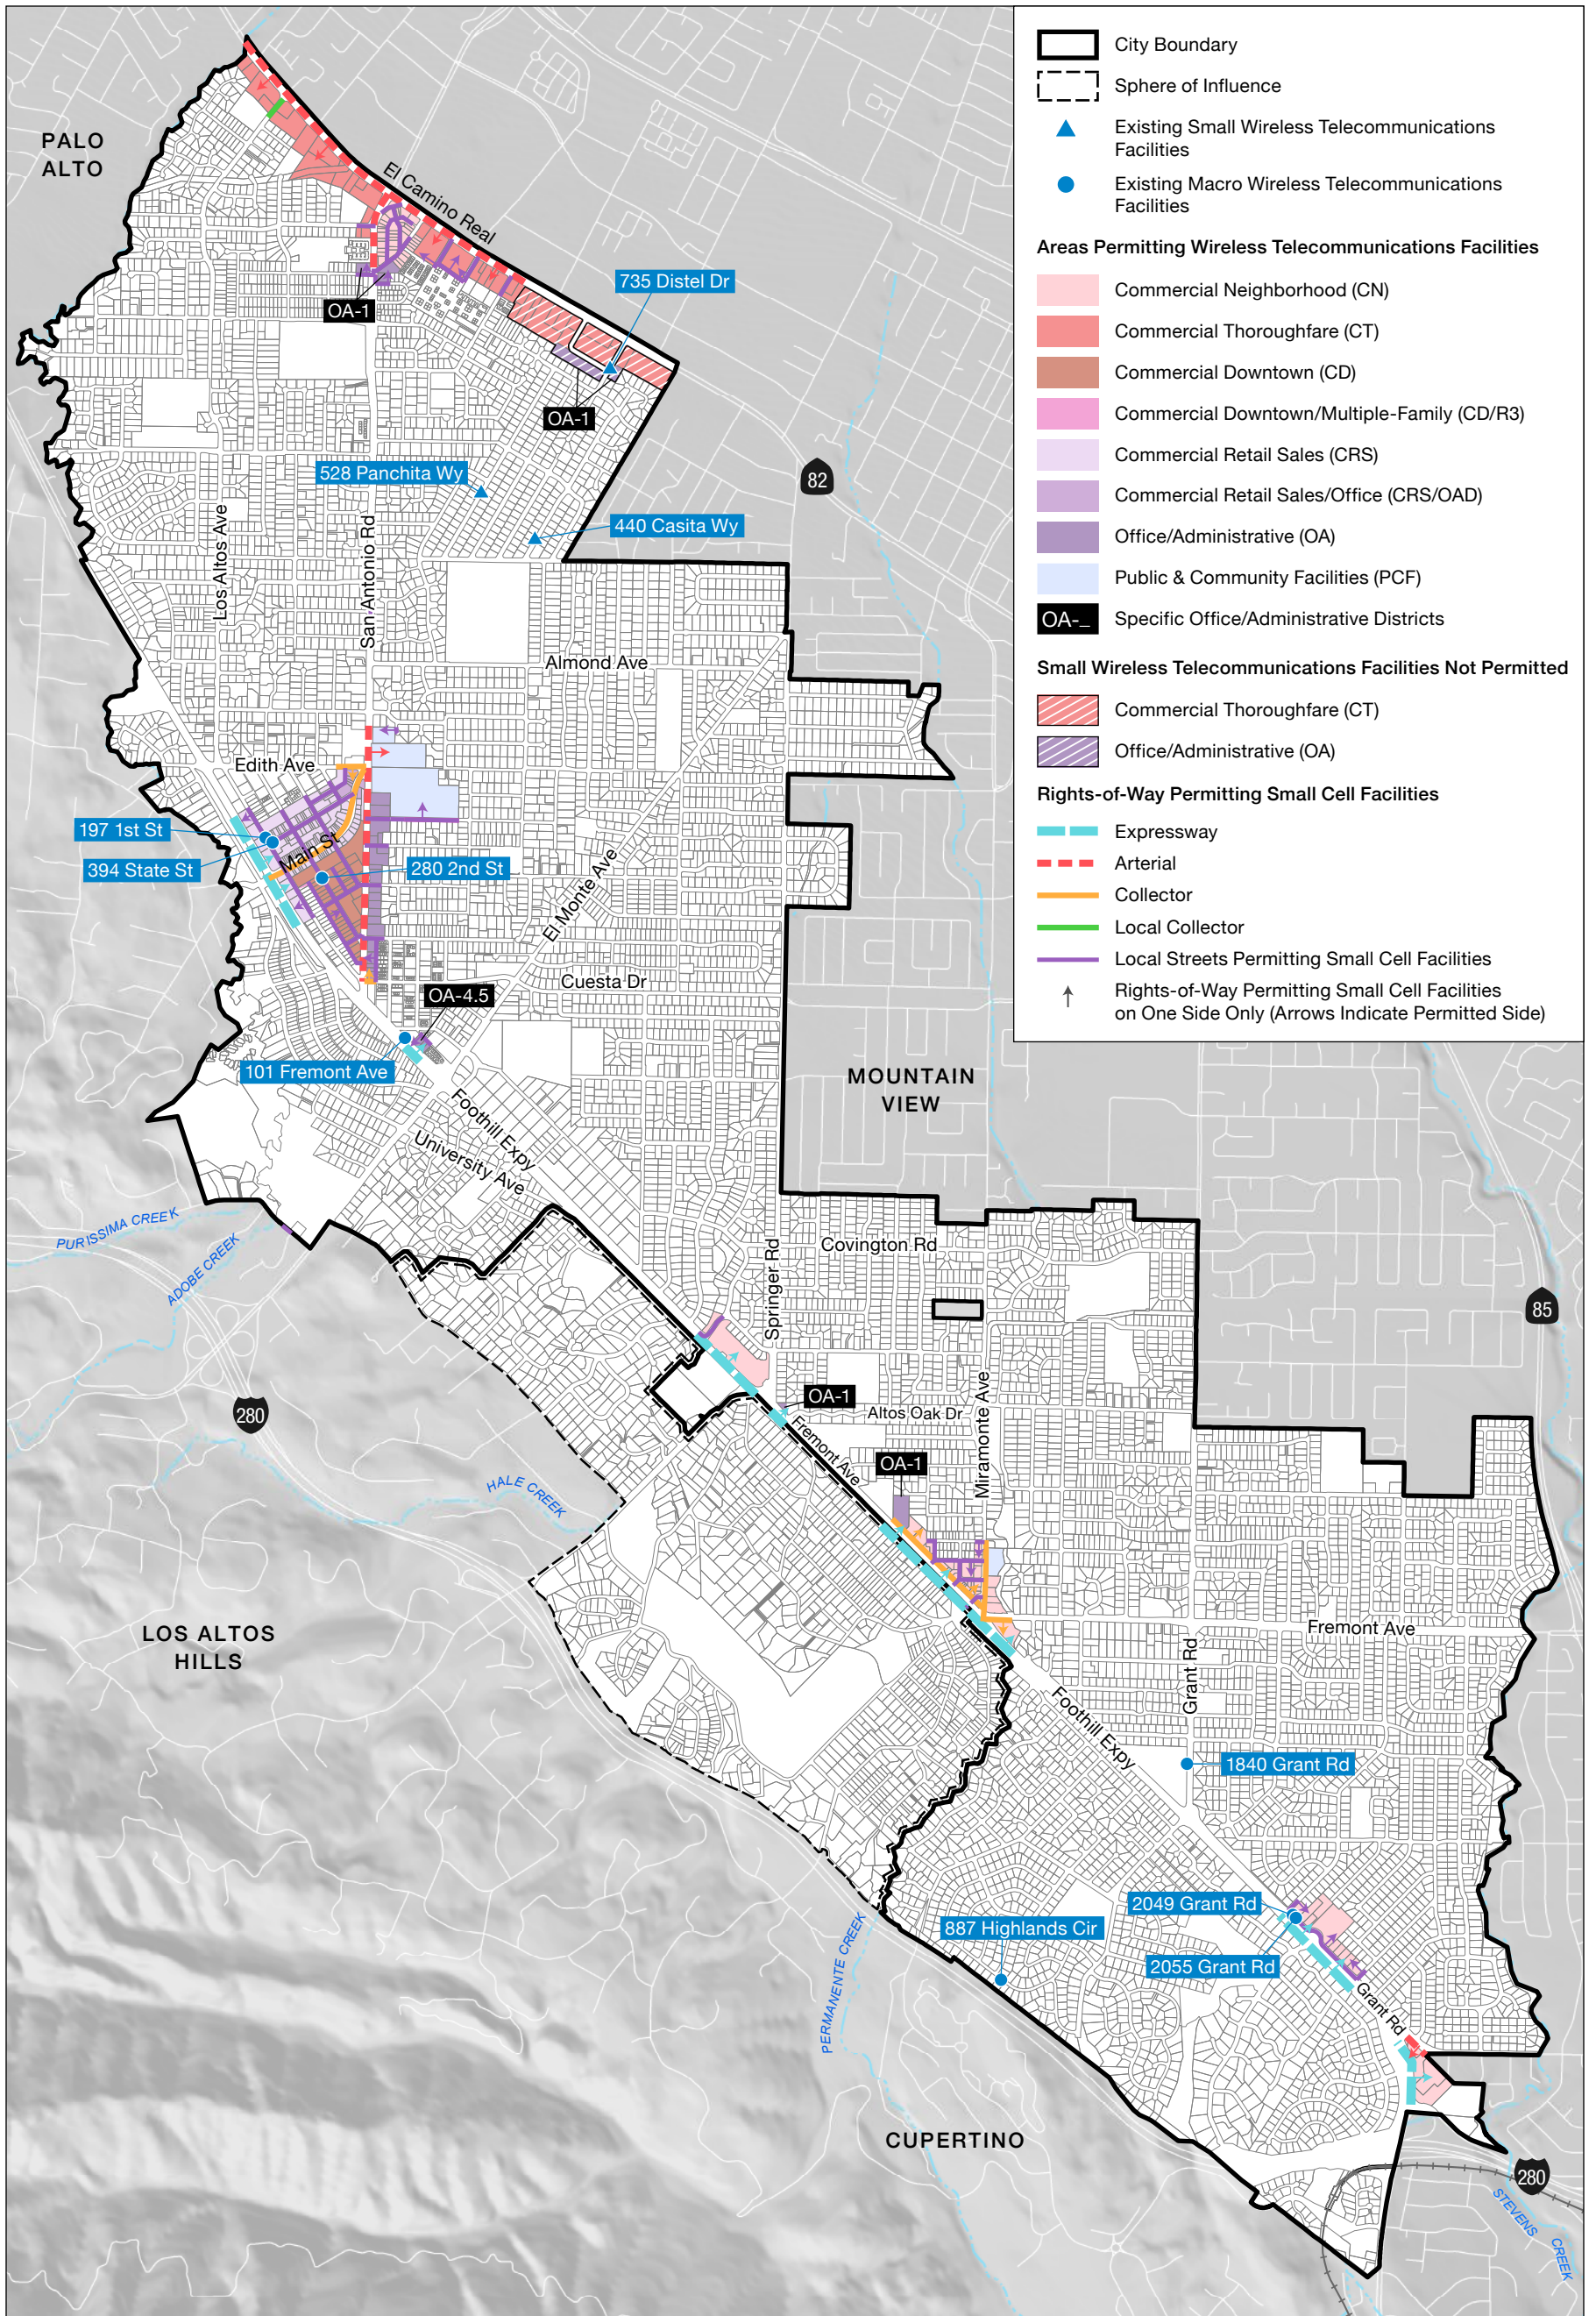 City Boundary
Sphere of Influence
Existing Small Wireless Telecommunications
Facilities
Existing Macro Wireless Telecommunications
Facilities
Areas Permitting Wireless Telecommunications Facilities
Commercial Neighborhood (CN)
Commercial Thoroughfare (CT)
Commercial Downtown (CD)
Commercial Downtown/Multiple-Family (CD/R3)
Commercial Retail Sales (CRS)
Commercial Retail Sales/Office (CRS/OAD)
Office/Administrative (OA)
Public & Community Facilities (PCF)
OA-_ Specific Office/Administrative Districts
Small Wireless Telecommunications Facilities Not Permitted
Commercial Thoroughfare (CT)
Office/Administrative (OA)
Rights-of-Way Permitting Small Cell Facilities
Expressway
Arterial
Collector
Local Collector
Local Streets Permitting Small Cell Facilities
Rights-of-Way Permitting Small Cell Facilities
on One Side Only (Arrows Indicate Permitted Side)
PALO
ALTO
El Camino Real
735 Distel Dr
OA-1
OA-1
528 Panchita Wy
82
440 Casita Wy
Los Altos Ave
San Antonio Rd
Almond Ave
Edith Ave
197 1st St
Main St
394 State St
280 2nd St
El Monte Ave
Cuesta Dr
OA-4.5
101 Fremont Ave
MOUNTAIN
VIEW
Foothill Expy
University Ave
PURISSIMA CREEK
ADOBE CREEK
Springer Rd
Covington Rd
85
280
OA-1
Altos Oak Dr
Miramonte Ave
Fremont Ave
OA-1
HALE CREEK
LOS ALTOS
HILLS
Fremont Ave
Grant Rd
Foothill Expy
1840 Grant Rd
2049 Grant Rd
887 Highlands Cir
2055 Grant Rd
PERMANENTE CREEK
Grant Rd
CUPERTINO
280
STEVENS
CREEK